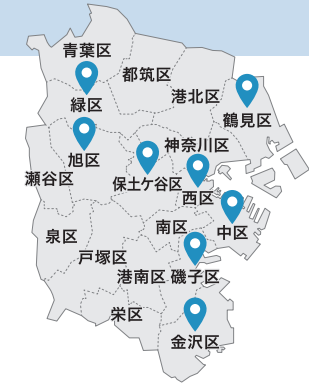 青葉区
都筑区
緑区
港北区
鶴見区
神奈川区
旭区
瀬谷区
保土ケ谷区
西区
南区
中区
泉区
戸塚区
港南区
磯子区
栄区
金沢区